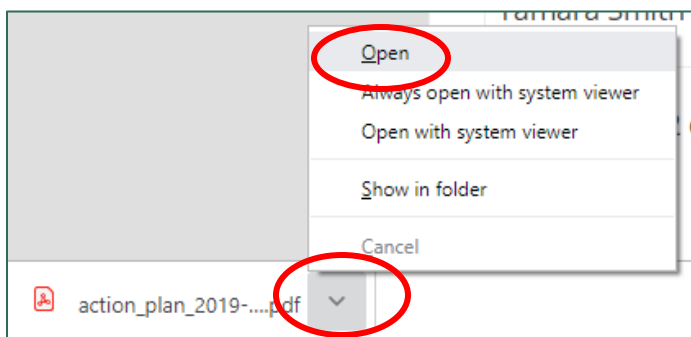 Tamara Smith
Open
Always open with system viewer
Open with system viewer
Show in folder
Cancel
action_plan_2019-....pdf